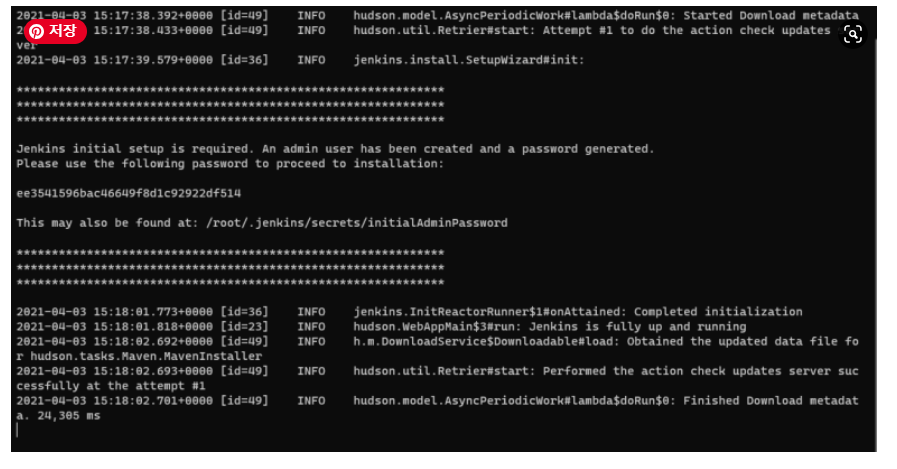 2021-04-03 15:17:38.392+0000 [id=49] INFO hudson.model.AsyncPeriodicWork#lambda$doRun$0: Started Download metadata
저장
15:17:38.433+0000 [id=49] INFO hudson.util.Retrier#start: Attempt #1 to do the action check updates
ver
2021-04-03 15:17:39.579+0000 [id=36] INFO jenkins.install.SetupWizard#init:
*************************************************************
*************************************************************
*************************************************************
Jenkins initial setup is required. An admin user has been created and a password generated.
Please use the following password to proceed to installation:
ee3541596bac46649f8d1c92922df514
This may also be found at: /root/.jenkins/secrets/initialAdminPassword
*************************************************************
*************************************************************
*************************************************************
2021-04-03 15:18:01.773+0000 [id=36] INFO jenkins.InitReactorRunner$1#onAttained: Completed initialization
2021-04-03 15:18:01.818+0000 [id=23] INFO hudson.WebAppMain$3#run: Jenkins is fully up and running
2021-04-03 15:18:02.692+0000 [id=49] INFO h.m.DownloadService$Downloadable#load: Obtained the updated data file fo
r hudson.tasks.Maven.MavenInstaller
2021-04-03 15:18:02.693+0000 [id=49] INFO hudson.util.Retrier#start: Performed the action check updates server suc
cessfully at the attempt #1
2021-04-03 15:18:02.701+0000 [id=49] INFO hudson.model.AsyncPeriodicWork#lambda$doRun$0: Finished Download metadat
a. 24,305 ms